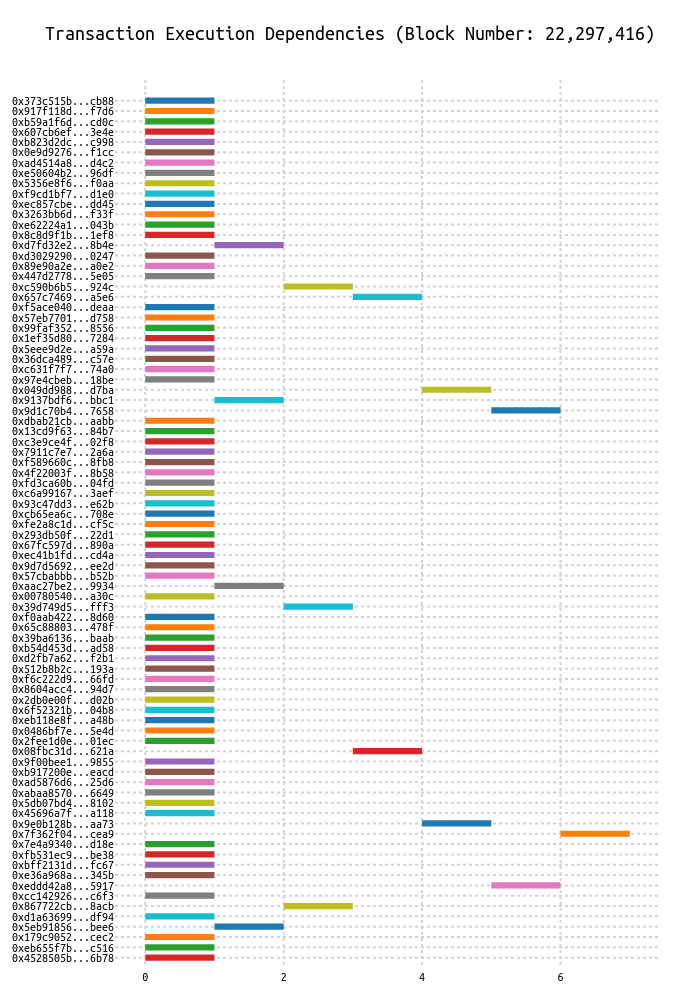 Transaction Execution Dependencies (Block Number: 22,297,416)
0x373c515b...cb88
0x917f118d...f7d6
0xb59a1f6d...cd0c
0x607cb6ef...3e4e
0xb823d2dc...c998
0x0e9d9276...f1cc
0xad4514a8...d4c2
0xe50604b2...96df
0x5356e8f6...f0aa
0xf9cd1bf7...d1e0
0xec857cbe...dd45
0x3263bb6d...f33f
0xe62224a1...043b
0x8c8d9f1b...1ef8
0xd7fd32e2...8b4e
0xd3029290...0247
0x89e90a2e...a0e2
0x447d2778...5e05
0xc590b6b5...924c
0x657c7469...a5e6
0xf5ace040...deaa
0x57eb7701...d758
0x99faf352...8556
0x1ef35d80...7284
0x5eee9d2e...a59a
0x36dca489...c57e
0xc631f7f7...74a0
0x97e4cbeb...18be
0x049dd988...d7ba
0x9137bdf6...bbc1
0x9d1c70b4...7658
0xdbab21cb...aabb
0x13cd9f63...84b7
0xc3e9ce4f...02f8
0x7911c7e7...2a6a
0xf589660c...8fb8
0x4f22003f...8b58
0xfd3ca60b...04fd
0xc6a99167...3aef
0x93c47dd3...e62b
0xcb65ea6c...708e
0xfe2a8c1d...cf5c
0x293db50f...22d1
0x67fc597d...890a
0xec41b1fd...cd4a
0x9d7d5692...ee2d
0x57cbabbb...b52b
0xaac27be2...9934
0x00780540...a30c
0x39d749d5...fff3
0xf0aab422...8d60
0x65c88803...478f
0x39ba6136...baab
0xb54d453d...ad58
0xd2fb7a62...f2b1
0x512b8b2c...193a
0xf6c222d9...66fd
0x8604acc4...94d7
0x2db0e00f...d02b
0x6f52321b...04b8
0xeb118e8f...a48b
0x0486bf7e...5e4d
0x2fee1d0e...01ec
0x08fbc31d...621a
0x9f00bee1...9855
0xb917200e...eacd
0xad5876d6...25d6
0xabaa8570...6649
0x5db07bd4...8102
0x45696a7f...a118
0x9e0b128b...aa73
0x7f362f04...cea9
0x7e4a9340...d18e
0xfb531ec9...be38
0xbff2131d...fc67
0xe36a968a...345b
0xeddd42a8...5917
0xcc142926...c6f3
0x867722cb...8acb
0xd1a63699...df94
0x5eb91856...bee6
0x179c9052...cec2
0xeb655f7b...c516
0x4528505b...6b78
0 2 4 6